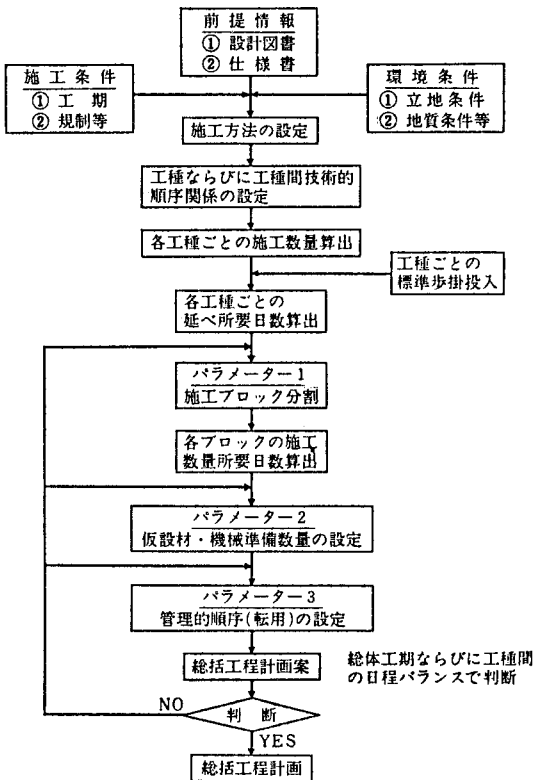 前提情報
① 設計図書
② 仕様書
施工条件
① 工期
② 規制等
環境条件
① 立地条件
② 地質条件等
施工方法の設定
工種ならびに工種間技術的
順序関係の設定
各工種ごとの施工数量算出
工種ごとの
標準歩掛投入
各工種ごとの
延べ所要日数算出
パラメーター1
施工ブロック分割
各ブロックの施工
数量所要日数算出
パラメーター2
仮設材・機械準備数量の設定
パラメーター3
管理的順序(転用)の設定
総括工程計画案
総体工期ならびに工種間
の日程バランスで判断
NO
判断
YES
総括工程計画